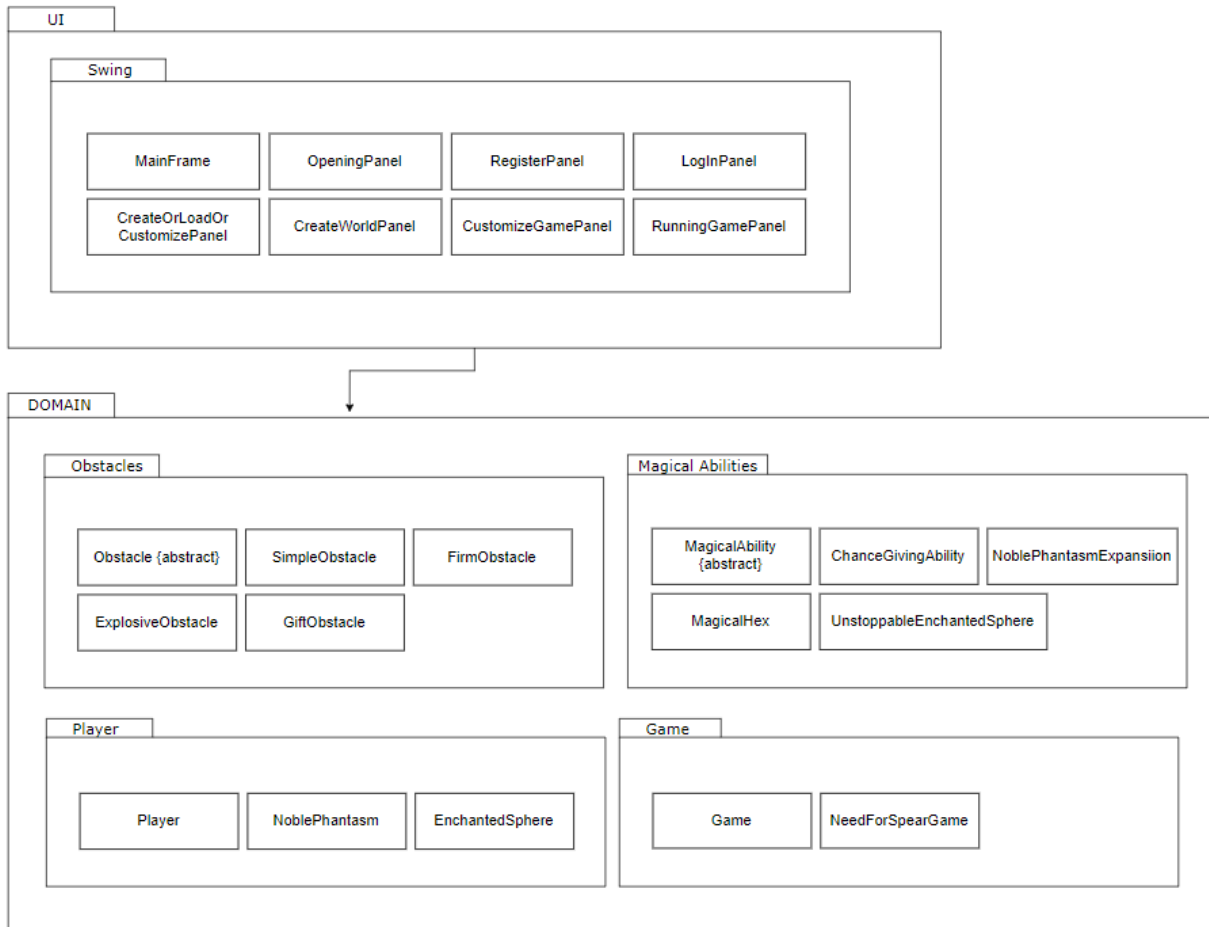 UI
Swing
MainFrame
OpeningPanel
RegisterPanel
LogInPanel
CreateOrLoadOr
CustomizePanel
CreateWorldPanel
CustomizeGamePanel
RunningGamePanel
DOMAIN
Obstacles
Obstacle {abstract}
SimpleObstacle
FirmObstacle
ExplosiveObstacle
GiftObstacle
Magical Abilities
MagicalAbility
{abstract}
ChanceGivingAbility
NoblePhantasmExpansiion
MagicalHex
UnstoppableEnchantedSphere
Player
Player
NoblePhantasm
EnchantedSphere
Game
Game
NeedForSpearGame